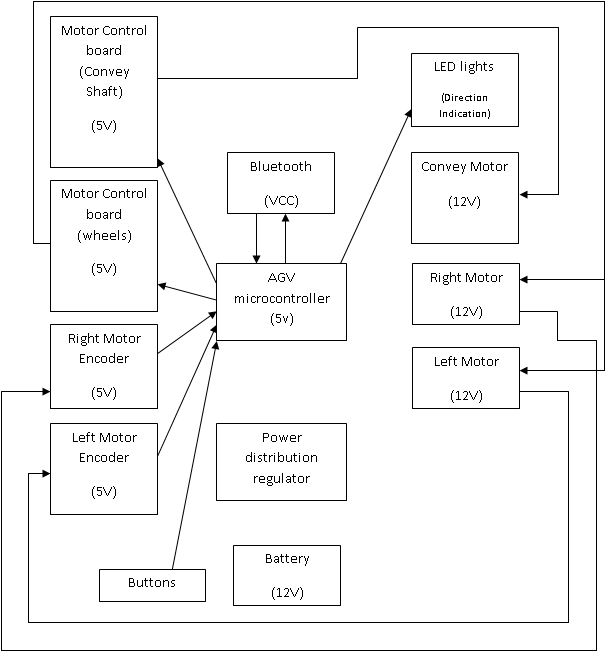 Motor Control
board
(Convey
Shaft)
(5V)
LED lights
(Direction
Indication)
Bluetooth
(VCC)
Convey Motor
(12V)
Motor Control
board
(wheels)
(5V)
AGV
microcontroller
(5v)
Right Motor
(12V)
Right Motor
Encoder
(5V)
Left Motor
(12V)
Left Motor
Encoder
(5V)
Power
distribution
regulator
Battery
(12V)
Buttons